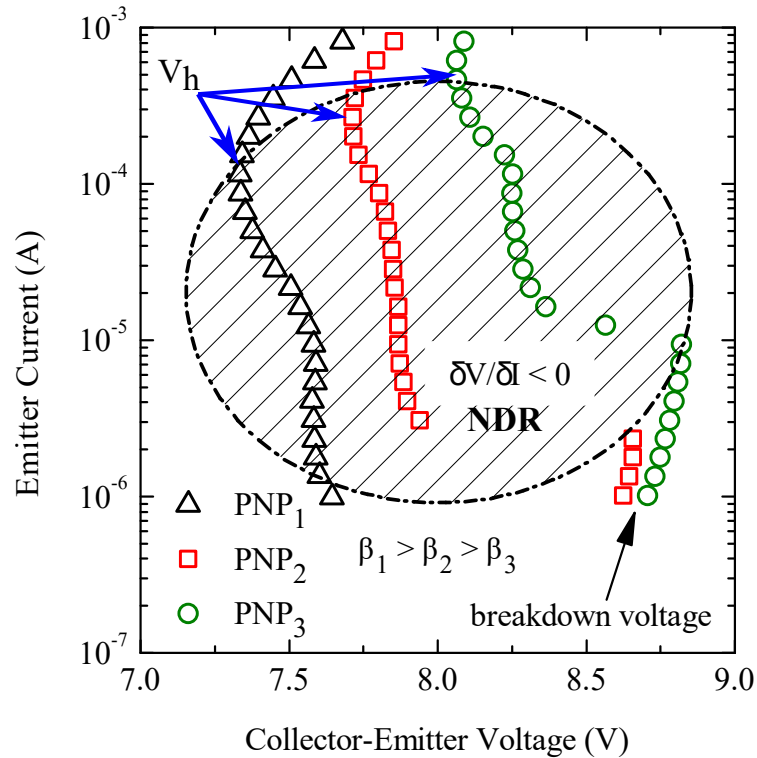 10⁻³
V_h
10⁻⁴
Emitter Current (A)
10⁻⁵
δV/δI < 0
NDR
10⁻⁶
PNP₁
PNP₂
β₁ > β₂ > β₃
PNP₃
breakdown voltage
10⁻⁷
7.0 7.5 8.0 8.5 9.0
Collector-Emitter Voltage (V)